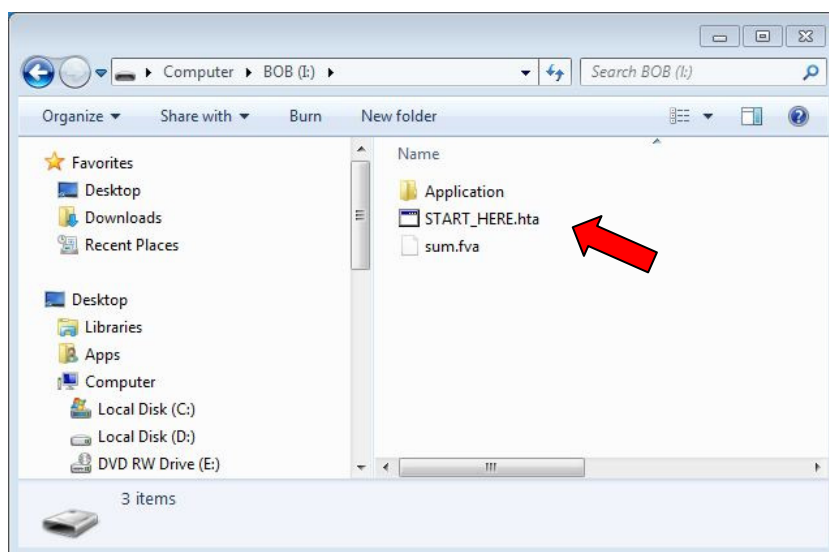 Computer ▸ BOB (I:) ▸
Search BOB (I:)
Organize Share with Burn New folder
Name
Favorites
Desktop
Downloads
Recent Places
Desktop
Libraries
Apps
Computer
Local Disk (C:)
Local Disk (D:)
DVD RW Drive (E:)
Application
START_HERE.hta
sum.fva
3 items